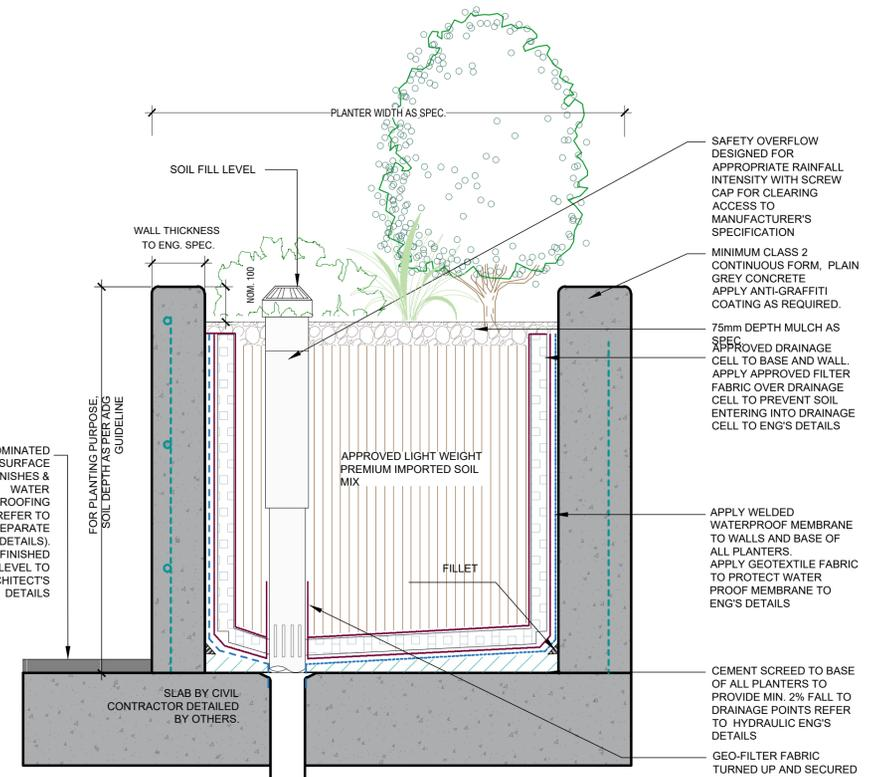 PLANTER WIDTH AS SPEC.
SOIL FILL LEVEL
WALL THICKNESS
TO ENG. SPEC.
NOM. 100
FOR PLANTING PURPOSE,
SOIL DEPTH AS PER ADG
GUIDELINE
OMINATED
SURFACE
NISHES &
WATER
ROOFING
REFER TO
EPARATE
DETAILS).
FINISHED
LEVEL TO
CHITECT'S
DETAILS
APPROVED LIGHT WEIGHT
PREMIUM IMPORTED SOIL
MIX
FILLET
SLAB BY CIVIL
CONTRACTOR DETAILED
BY OTHERS.
SAFETY OVERFLOW
DESIGNED FOR
APPROPRIATE RAINFALL
INTENSITY WITH SCREW
CAP FOR CLEARING
ACCESS TO
MANUFACTURER'S
SPECIFICATION
MINIMUM CLASS 2
CONTINUOUS FORM, PLAIN
GREY CONCRETE
APPLY ANTI-GRAFFITI
COATING AS REQUIRED.
75mm DEPTH MULCH AS
SPEC.
APPROVED DRAINAGE
CELL TO BASE AND WALL.
APPLY APPROVED FILTER
FABRIC OVER DRAINAGE
CELL TO PREVENT SOIL
ENTERING INTO DRAINAGE
CELL TO ENG'S DETAILS
APPLY WELDED
WATERPROOF MEMBRANE
TO WALLS AND BASE OF
ALL PLANTERS.
APPLY GEOTEXTILE FABRIC
TO PROTECT WATER
PROOF MEMBRANE TO
ENG'S DETAILS
CEMENT SCREED TO BASE
OF ALL PLANTERS TO
PROVIDE MIN. 2% FALL TO
DRAINAGE POINTS REFER
TO HYDRAULIC ENG'S
DETAILS
GEO-FILTER FABRIC
TURNED UP AND SECURED